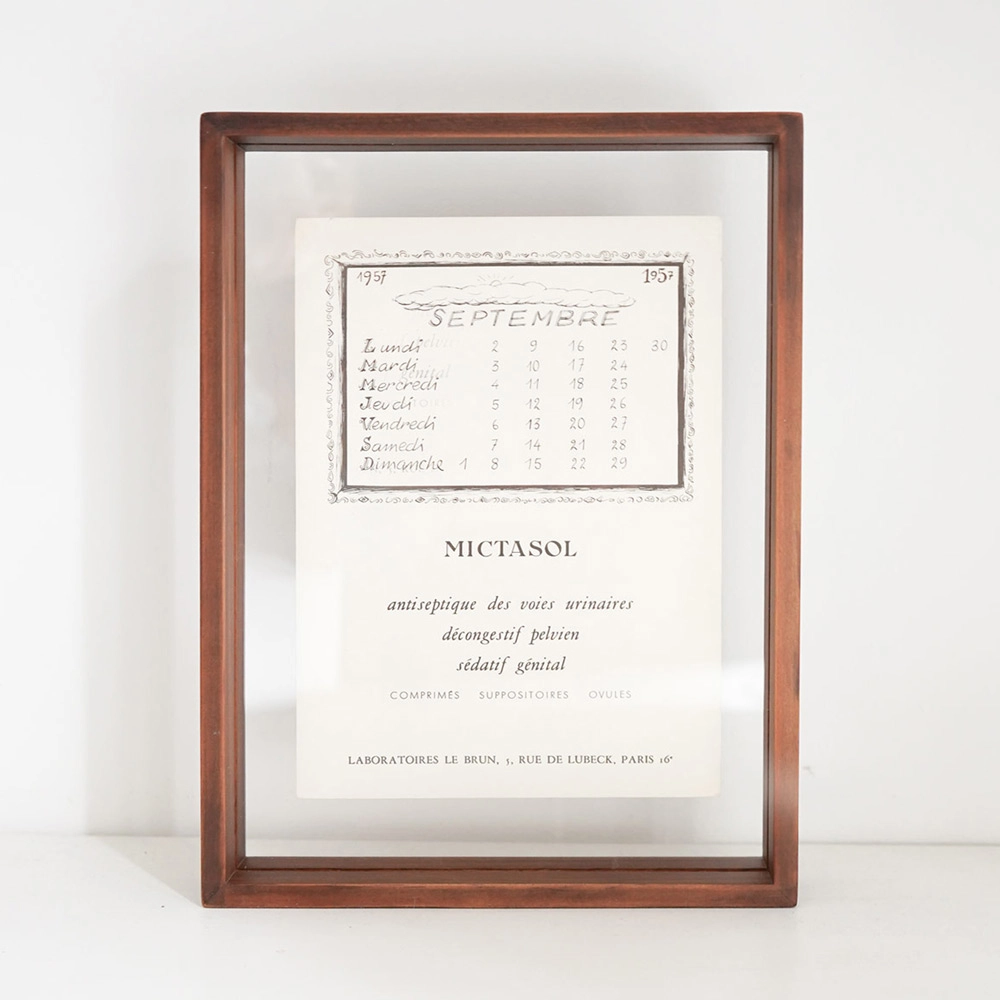 1957 1957
SEPTEMBRE
Lundi 2 9 16 23 30
Mardi 3 10 17 24
Mercredi 4 11 18 25
Jeudi 5 12 19 26
Vendredi 6 13 20 27
Samedi 7 14 21 28
Dimanche 1 8 15 22 29
MICTASOL
antiseptique des voies urinaires
décongestif pelvien
sédatif génital
COMPRIMÉS SUPPOSITOIRES OVULES
LABORATOIRES LE BRUN, 5, RUE DE LUBECK, PARIS 16ᵉ